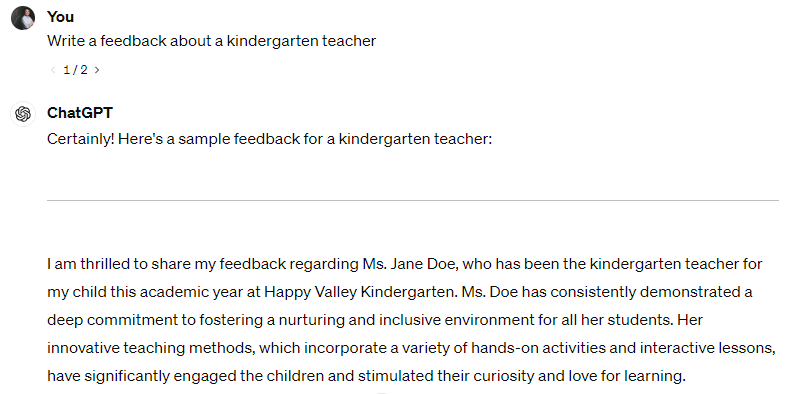 You
Write a feedback about a kindergarten teacher
< 1 / 2 >
ChatGPT
Certainly! Here's a sample feedback for a kindergarten teacher:
I am thrilled to share my feedback regarding Ms. Jane Doe, who has been the kindergarten teacher for
my child this academic year at Happy Valley Kindergarten. Ms. Doe has consistently demonstrated a
deep commitment to fostering a nurturing and inclusive environment for all her students. Her
innovative teaching methods, which incorporate a variety of hands-on activities and interactive lessons,
have significantly engaged the children and stimulated their curiosity and love for learning.